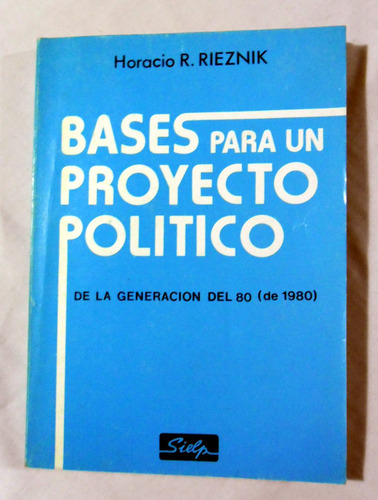 Horacio R. RIEZNIK
BASES PARA UN
PROYECTO
POLITICO
DE LA GENERACION DEL 80 (de 1980)
Sielp